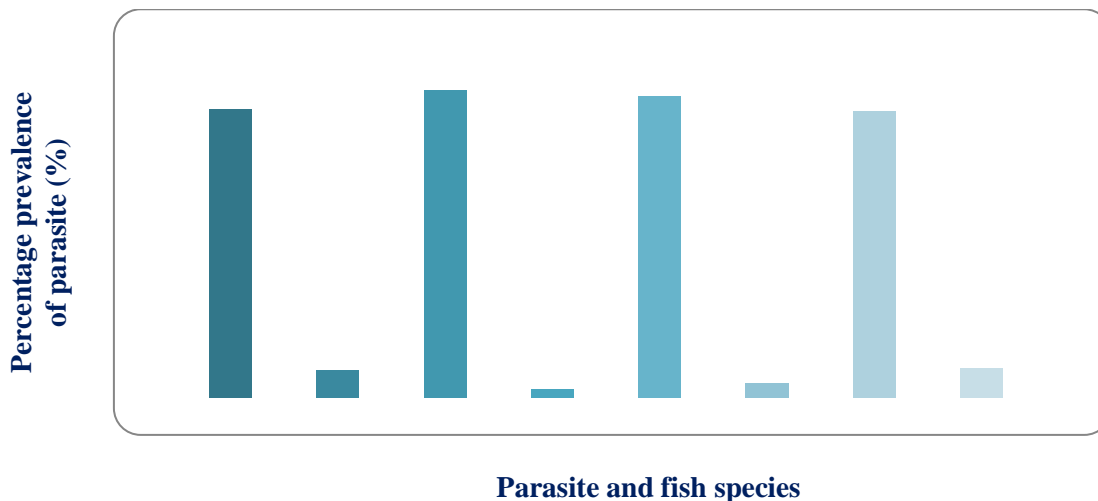 Percentage prevalence
of parasite (%)
Parasite and fish species